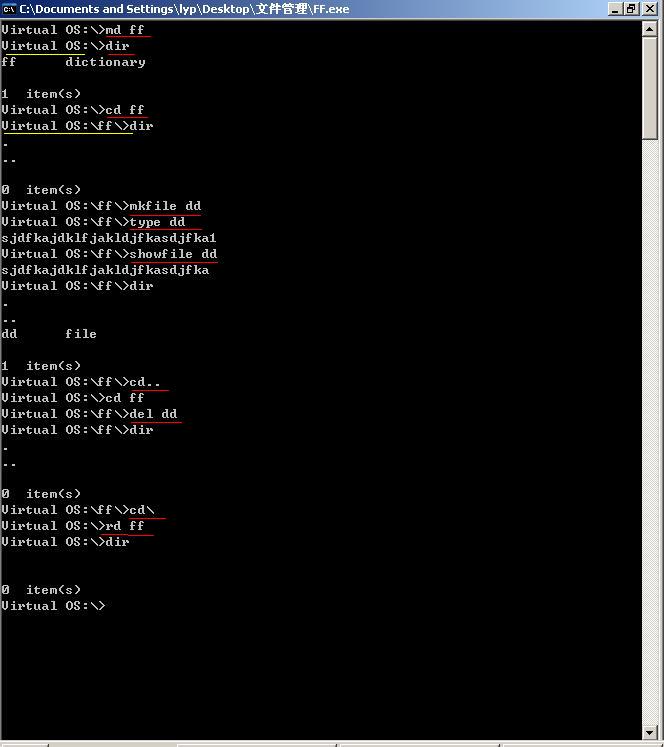 C:\Documents and Settings\lyp\Desktop\文件管理\FF.exe
Virtual OS:\>md ff
Virtual OS:\>dir
ff      dictionary
1  item(s)
Virtual OS:\>cd ff
Virtual OS:\ff\>dir
.
--
0  item(s)
Virtual OS:\ff\>mkfile dd
Virtual OS:\ff\>type dd
sjdfkajdklfjakldjfkasdjfka1
Virtual OS:\ff\>showfile dd
sjdfkajdklfjakldjfkasdjfka
Virtual OS:\ff\>dir
.
--
dd      file
1  item(s)
Virtual OS:\ff\>cd..
Virtual OS:\>cd ff
Virtual OS:\ff\>del dd
Virtual OS:\ff\>dir
.
--
0  item(s)
Virtual OS:\ff\>cd\
Virtual OS:\>rd ff
Virtual OS:\>dir
0  item(s)
Virtual OS:\>